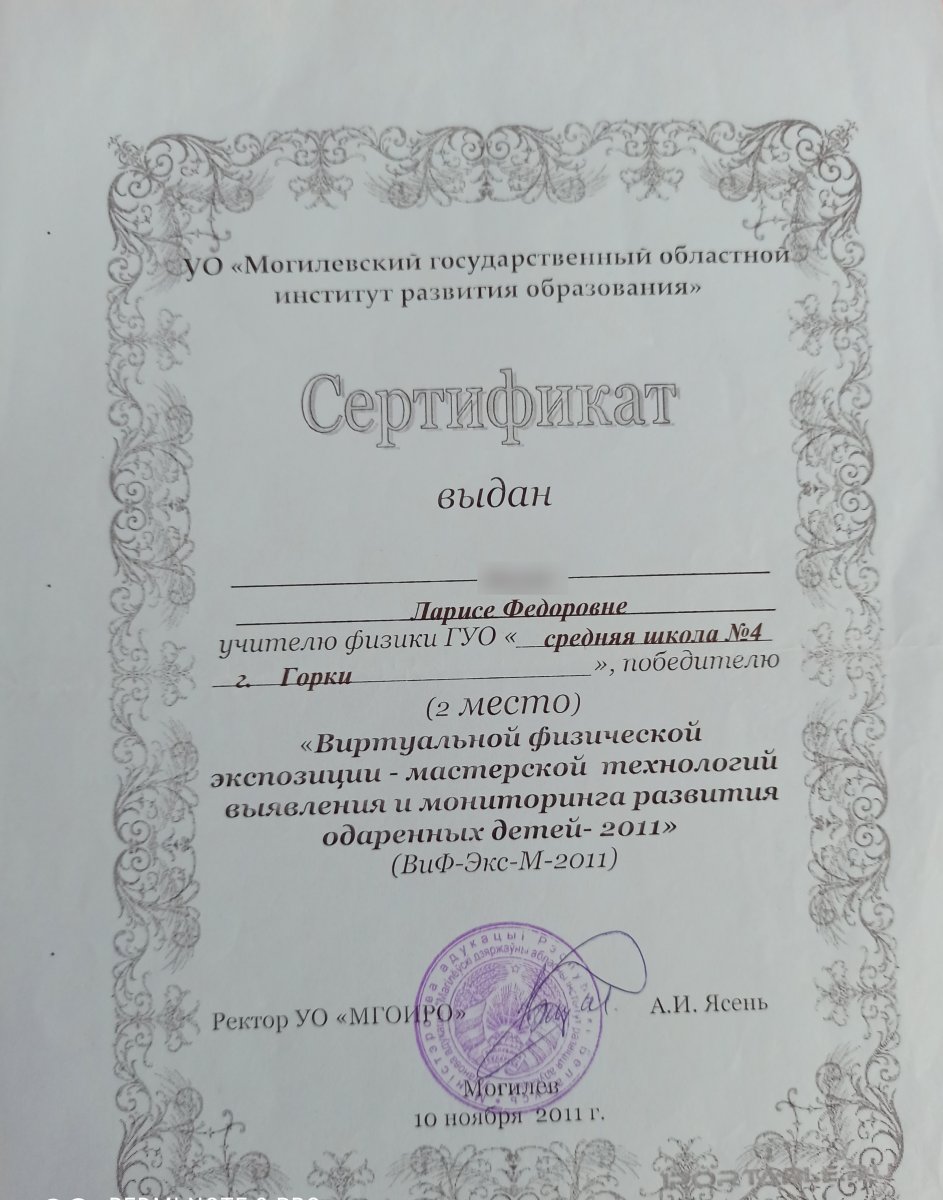 УО «Могилевский государственный областной
институт развития образования»
Сертификат
выдан
Ларисе Федоровне
учителю физики ГУО « средняя школа №4
г. Горки », победителю
(2 место)
«Виртуальной физической
экспозиции - мастерской технологий
выявления и мониторинга развития
одаренных детей- 2011»
(ВиФ-Экс-М-2011)
Ректор УО «МГОИРО» А.И. Ясень
Могилев
10 ноября 2011 г.